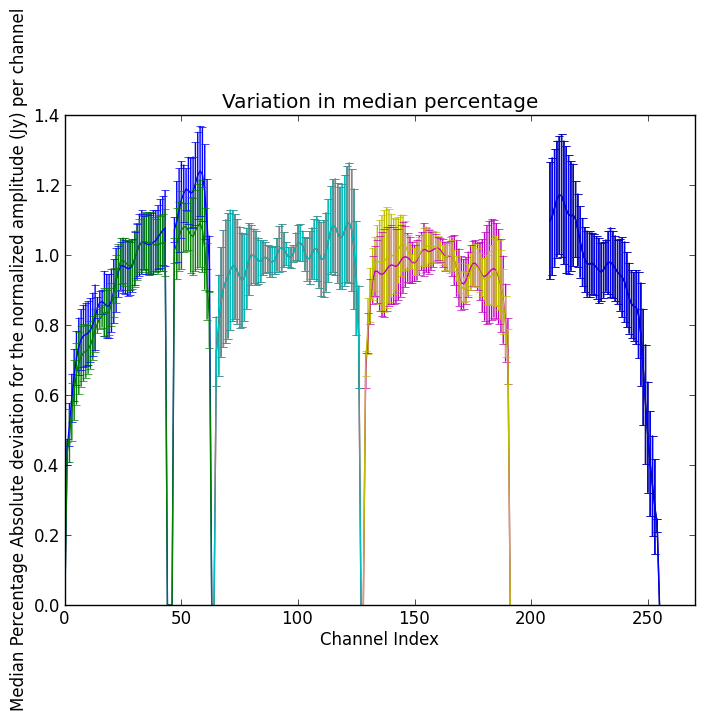 Variation in median percentage
Median Percentage Absolute deviation for the normalized amplitude (Jy) per channel
1.4
1.2
1.0
0.8
0.6
0.4
0.2
0.0
0 50 100 150 200 250
Channel Index